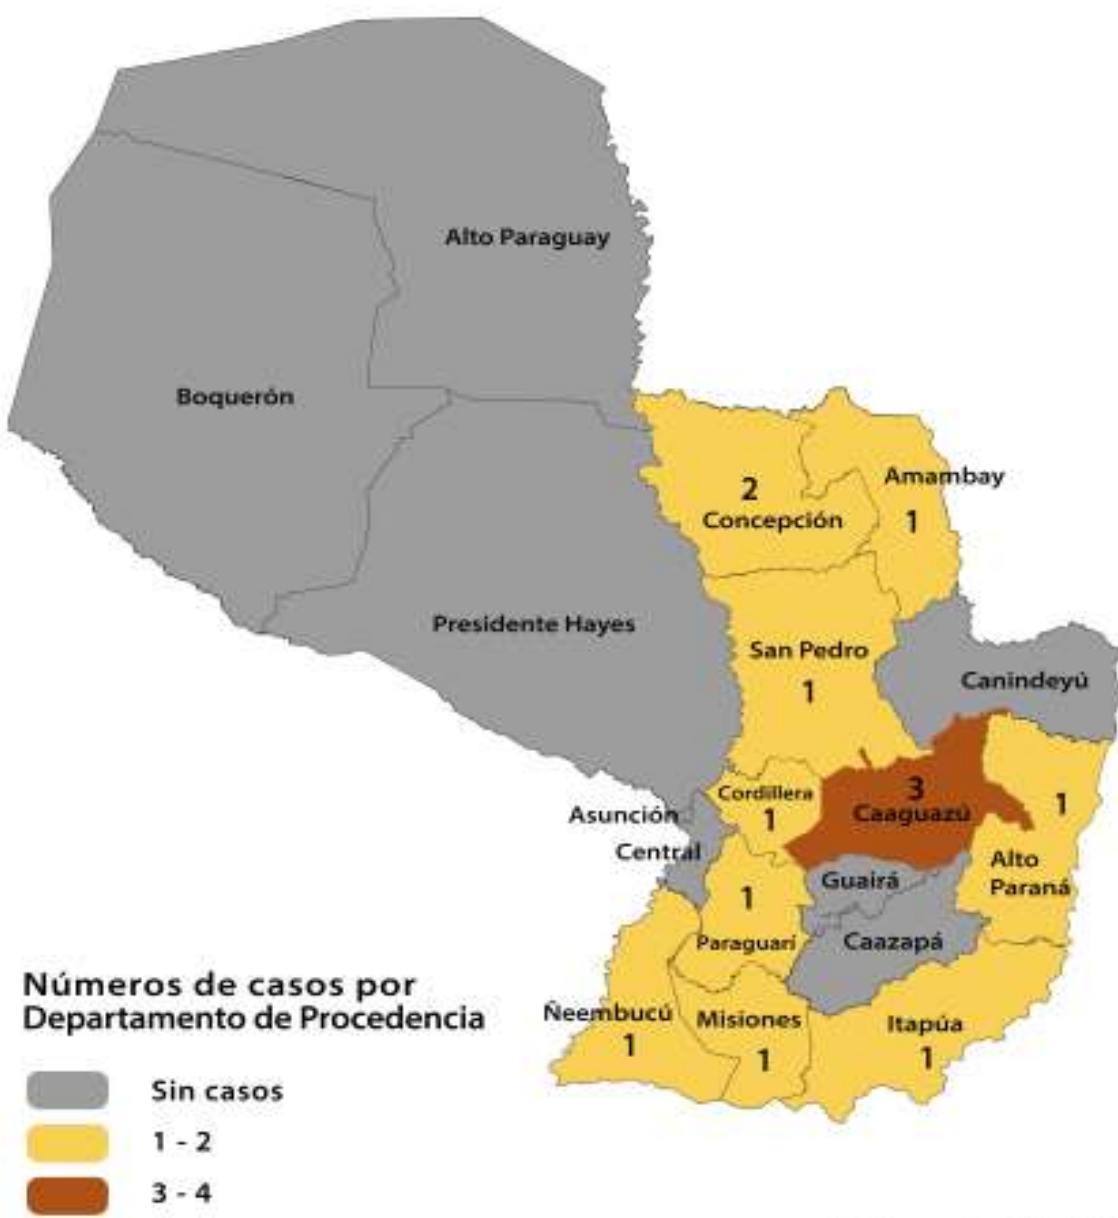 Alto Paraguay
Boquerón
Amambay
2
Concepción
1
Presidente Hayes
San Pedro
1
Canindeyú
Cordillera
1
3
Caaguazú
1
Asunción
Central
Alto
Paraná
Guairá
1
Paraguarí
Caazapá
Ñeembucú
1
Misiones
1
Itapúa
1
Números de casos por
Departamento de Procedencia
Sin casos
1 - 2
3 - 4